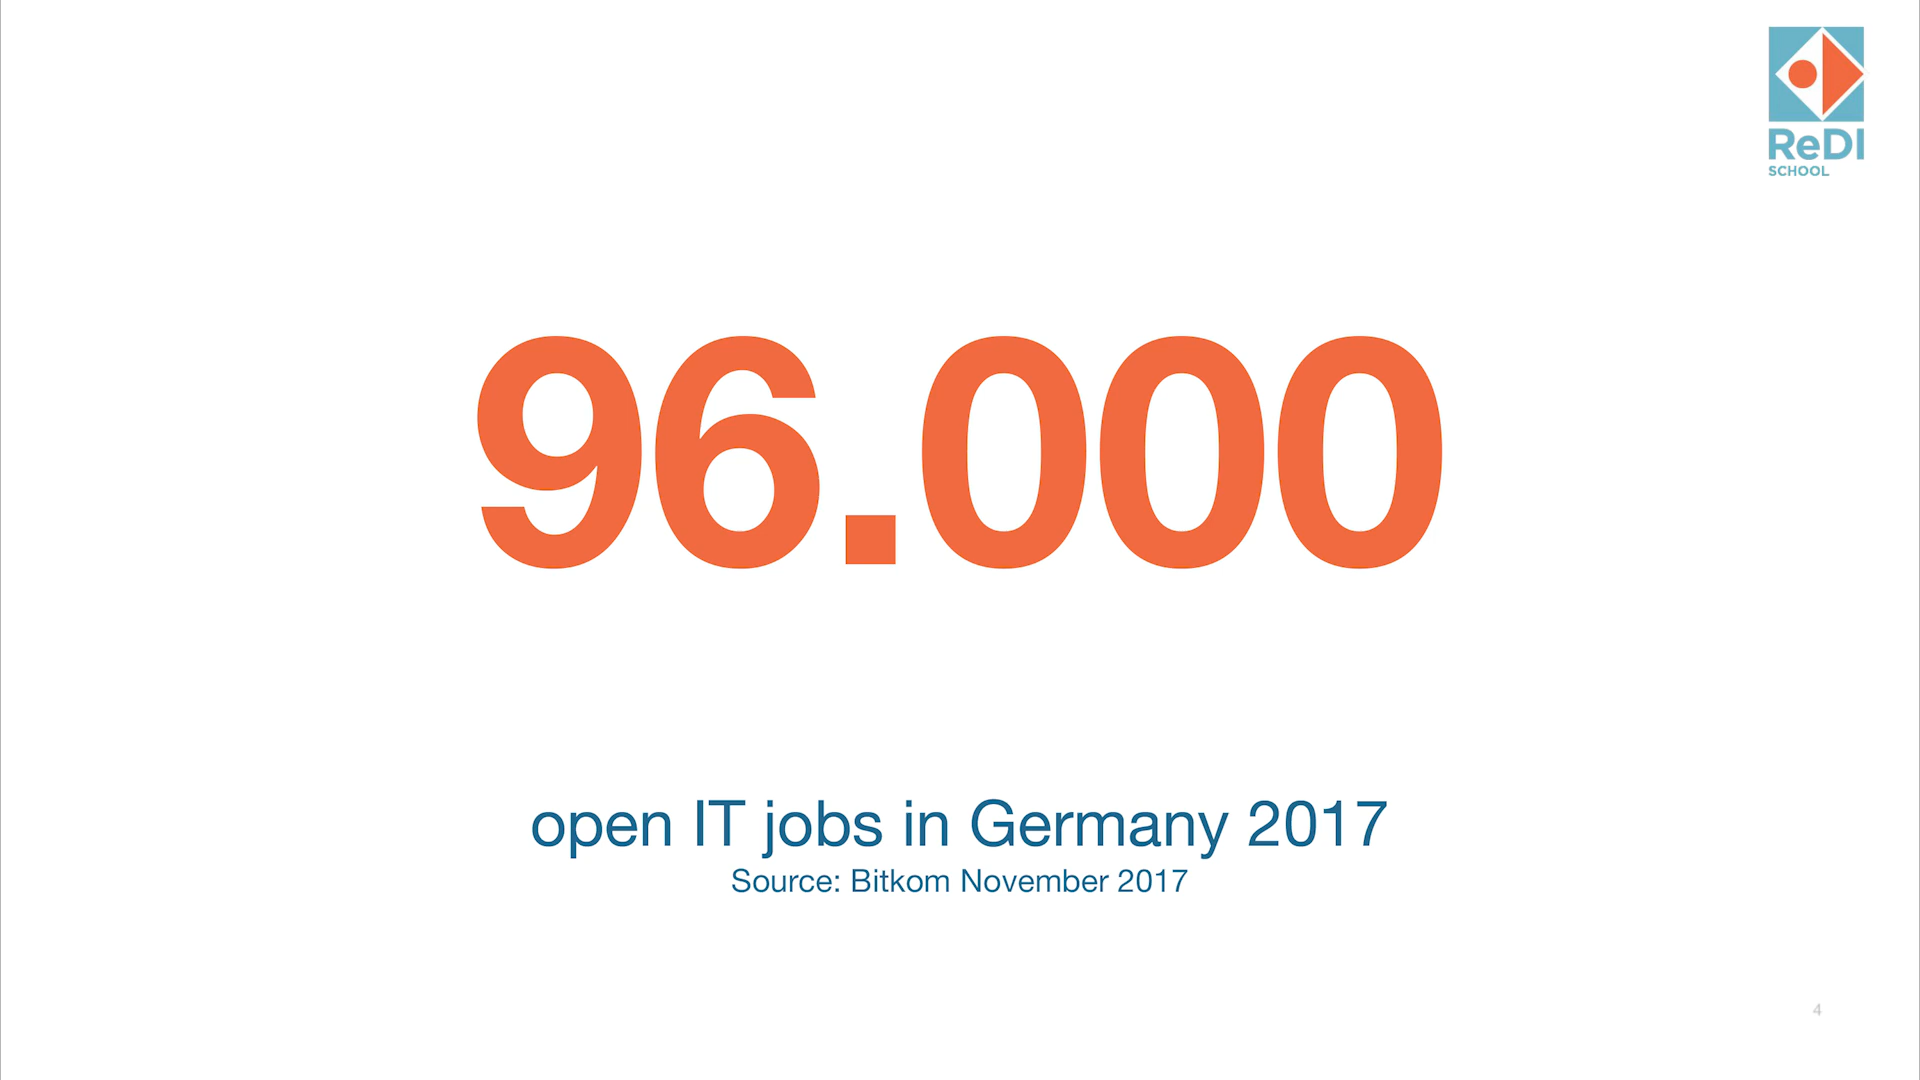 ReDI
SCHOOL
96.000
open IT jobs in Germany 2017
Source: Bitkom November 2017
4